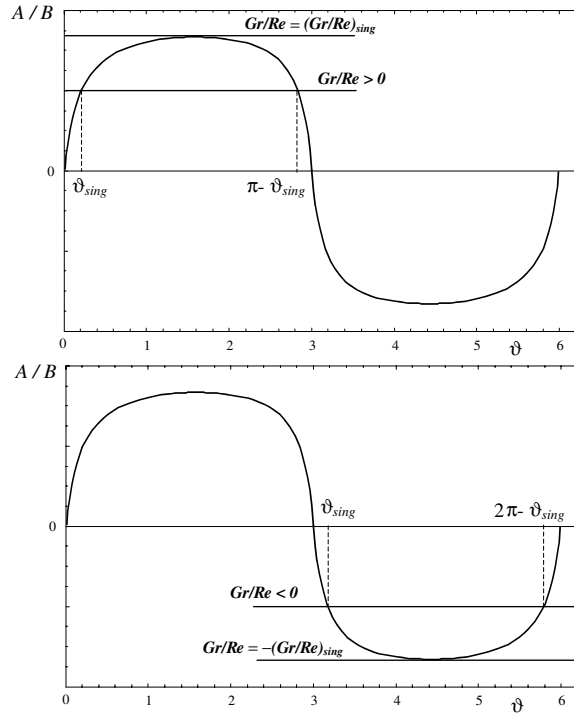 A / B
Gr/Re = (Gr/Re)sing
Gr/Re > 0
0
ϑsing
π- ϑsing
0 1 2 3 4 5 6
ϑ
A / B
ϑsing
2π- ϑsing
0
Gr/Re < 0
Gr/Re = –(Gr/Re)sing
0 1 2 3 4 5 6
ϑ